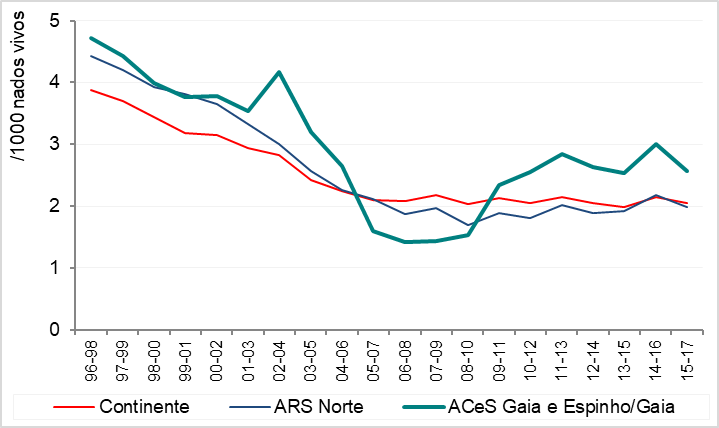 /1000 nados vivos
5
4
3
2
1
0
96-98 97-99 98-00 99-01 00-02 01-03 02-04 03-05 04-06 05-07 06-08 07-09 08-10 09-11 10-12 11-13 12-14 13-15 14-16 15-17
Continente ARS Norte ACeS Gaia e Espinho/Gaia